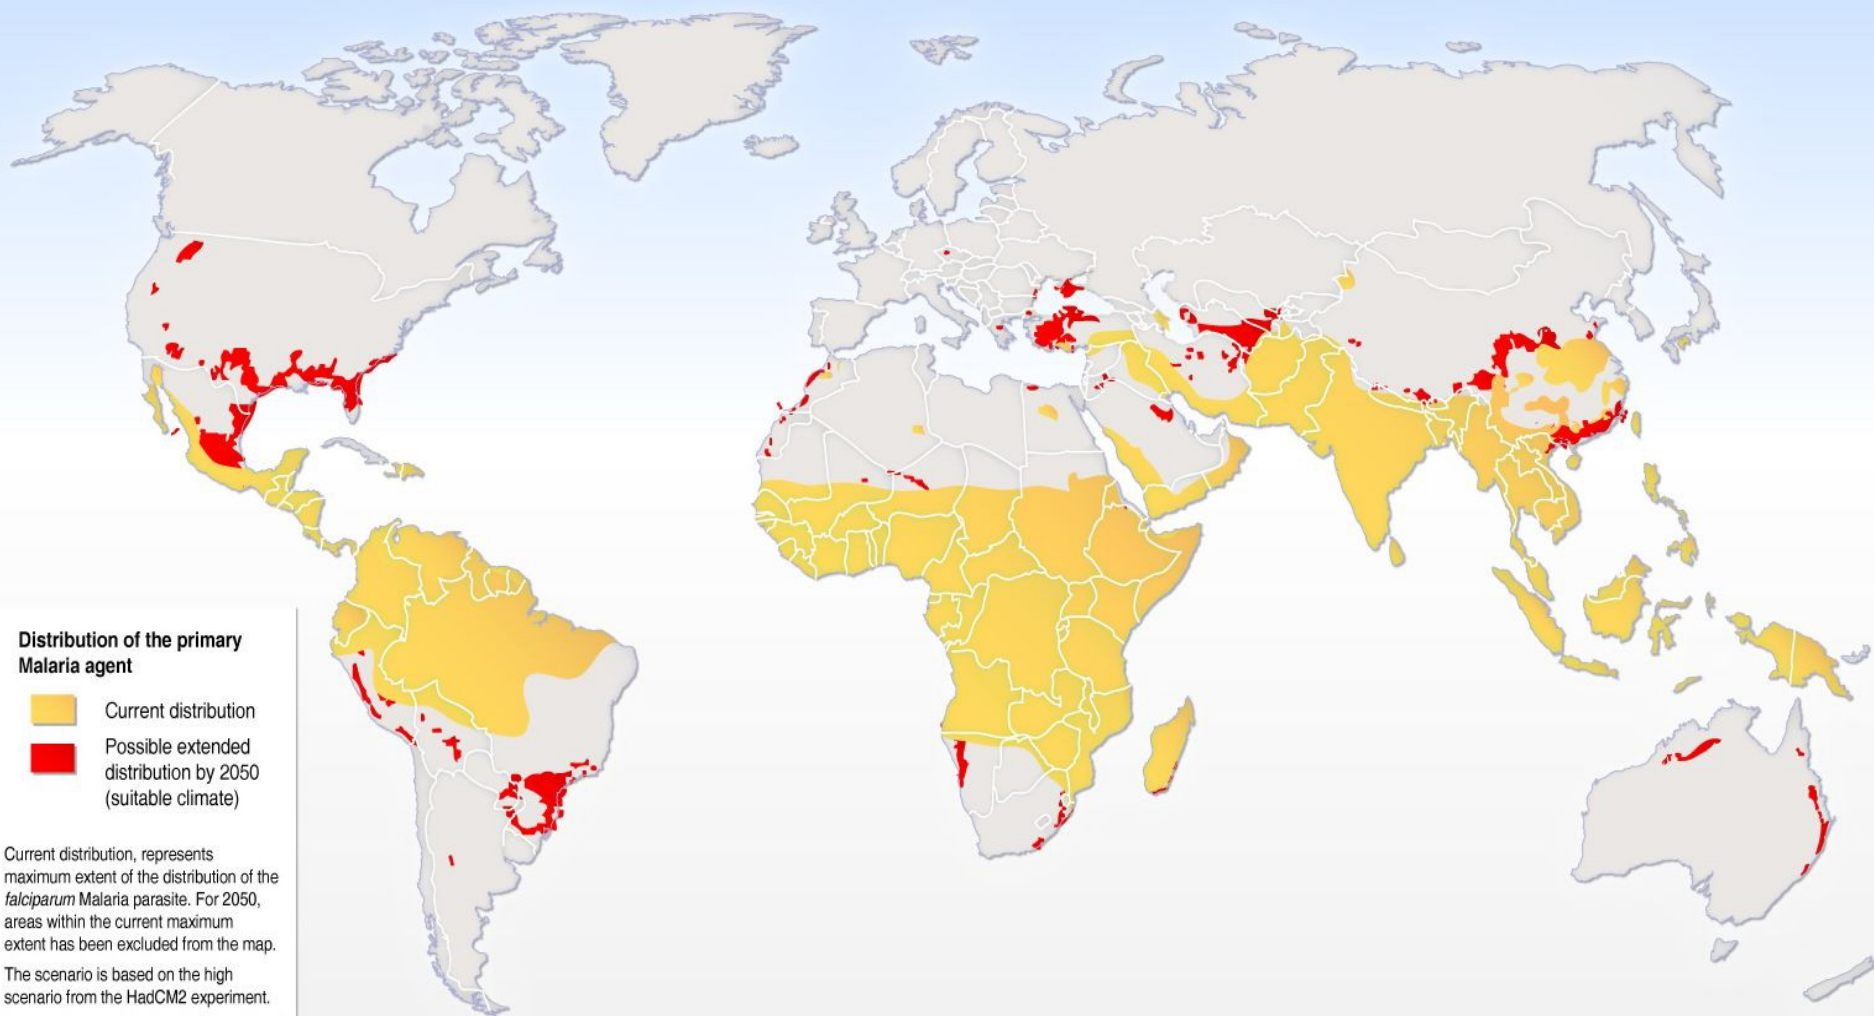 Distribution of the primary
Malaria agent
Current distribution
Possible extended
distribution by 2050
(suitable climate)
Current distribution, represents
maximum extent of the distribution of the
falciparum Malaria parasite. For 2050,
areas within the current maximum
extent has been excluded from the map.
The scenario is based on the high
scenario from the HadCM2 experiment.